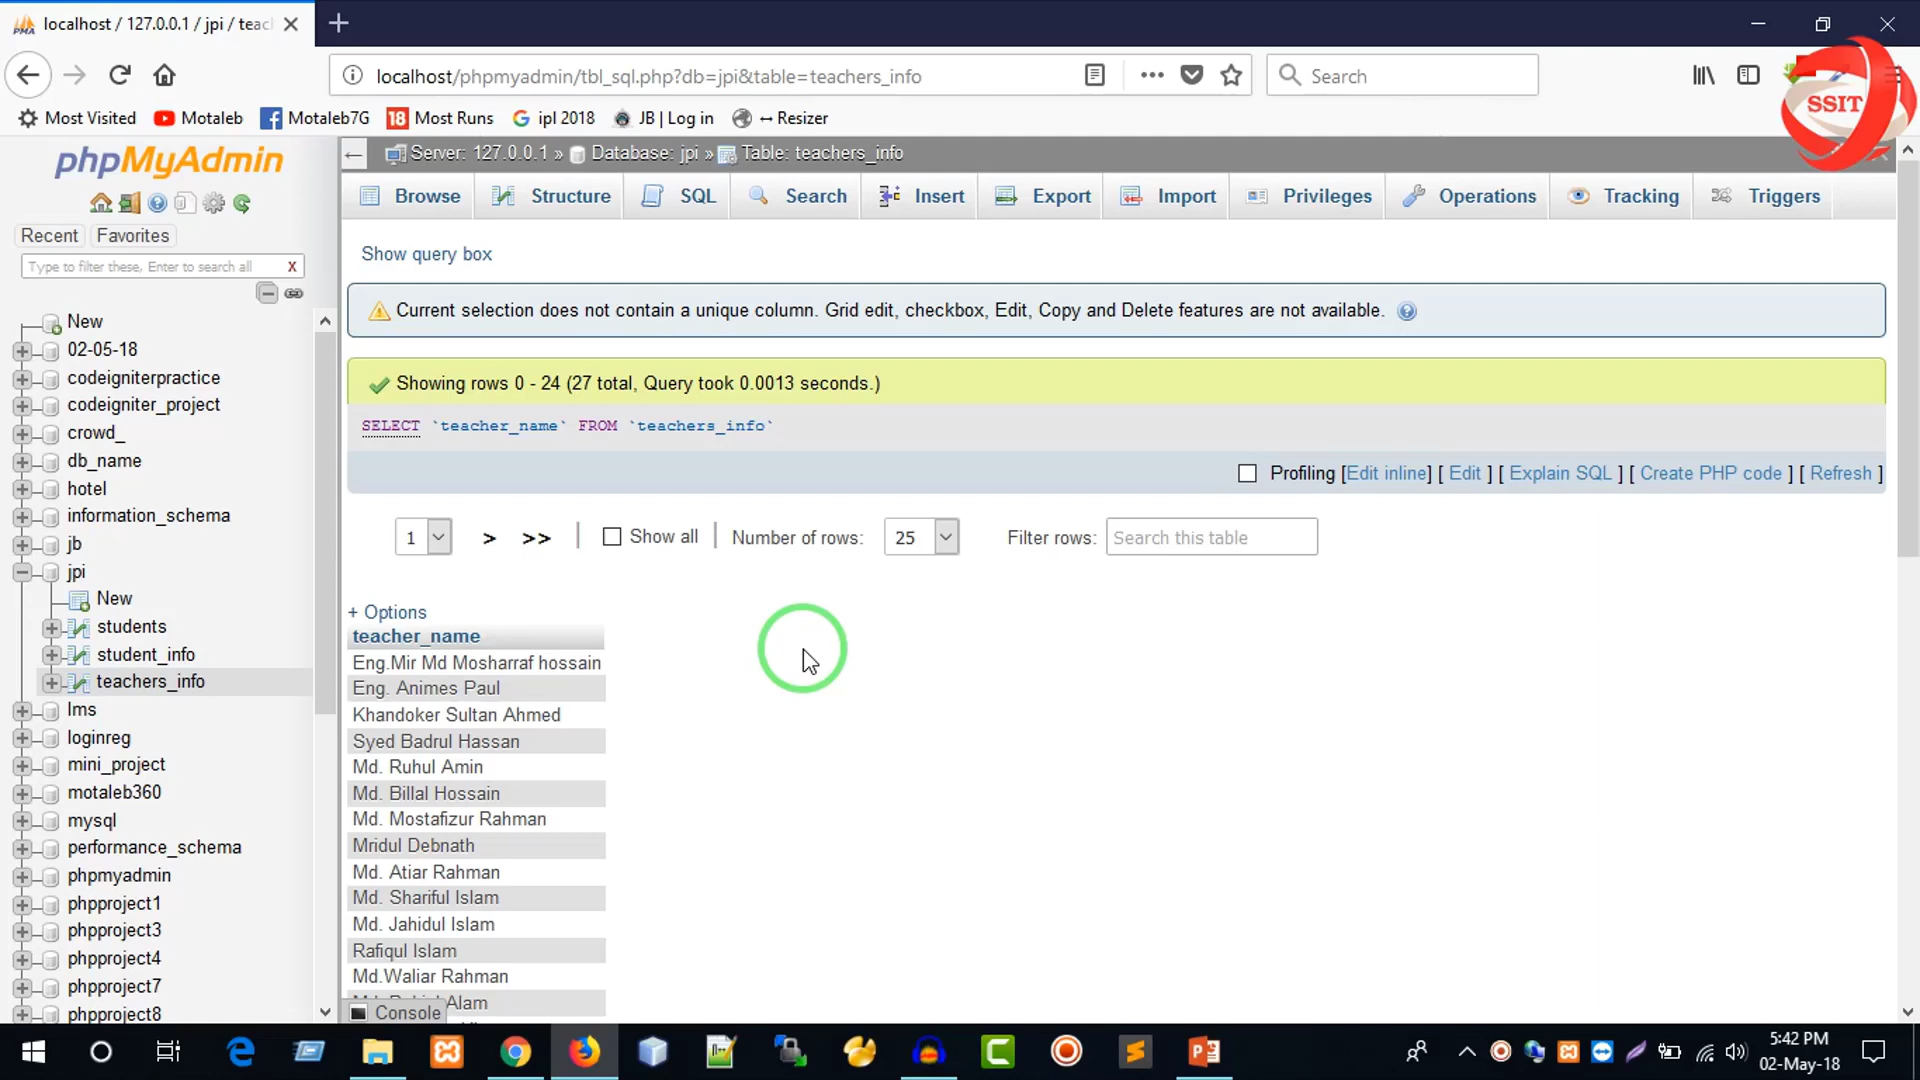 localhost / 127.0.0.1 / jpi / teac
localhost/phpmyadmin/tbl_sql.php?db=jpi&table=teachers_info
Search
Most Visited
Motaleb
Motaleb7G
18 Most Runs
ipl 2018
JB | Log in
↔ Resizer
SSIT
phpMyAdmin
Recent
Favorites
Type to filter these, Enter to search all
X
New
02-05-18
codeigniterpractice
codeigniter_project
crowd_
db_name
hotel
information_schema
jb
jpi
New
students
student_info
teachers_info
lms
loginreg
mini_project
motaleb360
mysql
performance_schema
phpmyadmin
phpproject1
phpproject3
phpproject4
phpproject7
phpproject8
Server: 127.0.0.1 » Database: jpi » Table: teachers_info
Browse
Structure
SQL
Search
Insert
Export
Import
Privileges
Operations
Tracking
Triggers
Show query box
Current selection does not contain a unique column. Grid edit, checkbox, Edit, Copy and Delete features are not available.
Showing rows 0 - 24 (27 total, Query took 0.0013 seconds.)
SELECT `teacher_name` FROM `teachers_info`
Profiling [Edit inline] [ Edit ] [ Explain SQL ] [ Create PHP code ] [ Refresh ]
1 > >> | Show all | Number of rows: 25 Filter rows: Search this table
+ Options
teacher_name
Eng.Mir Md Mosharraf hossain
Eng. Animes Paul
Khandoker Sultan Ahmed
Syed Badrul Hassan
Md. Ruhul Amin
Md. Billal Hossain
Md. Mostafizur Rahman
Mridul Debnath
Md. Atiar Rahman
Md. Shariful Islam
Md. Jahidul Islam
Rafiqul Islam
Md.Waliar Rahman
Alam
Console
5:42 PM
02-May-18